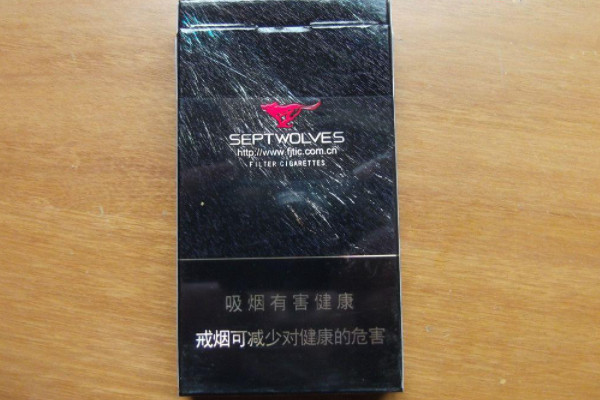 SEPTWOLVES
http://www.fjtic.com.cn
FILTER CIGARETTES
吸烟有害健康
戒烟可减少对健康的危害